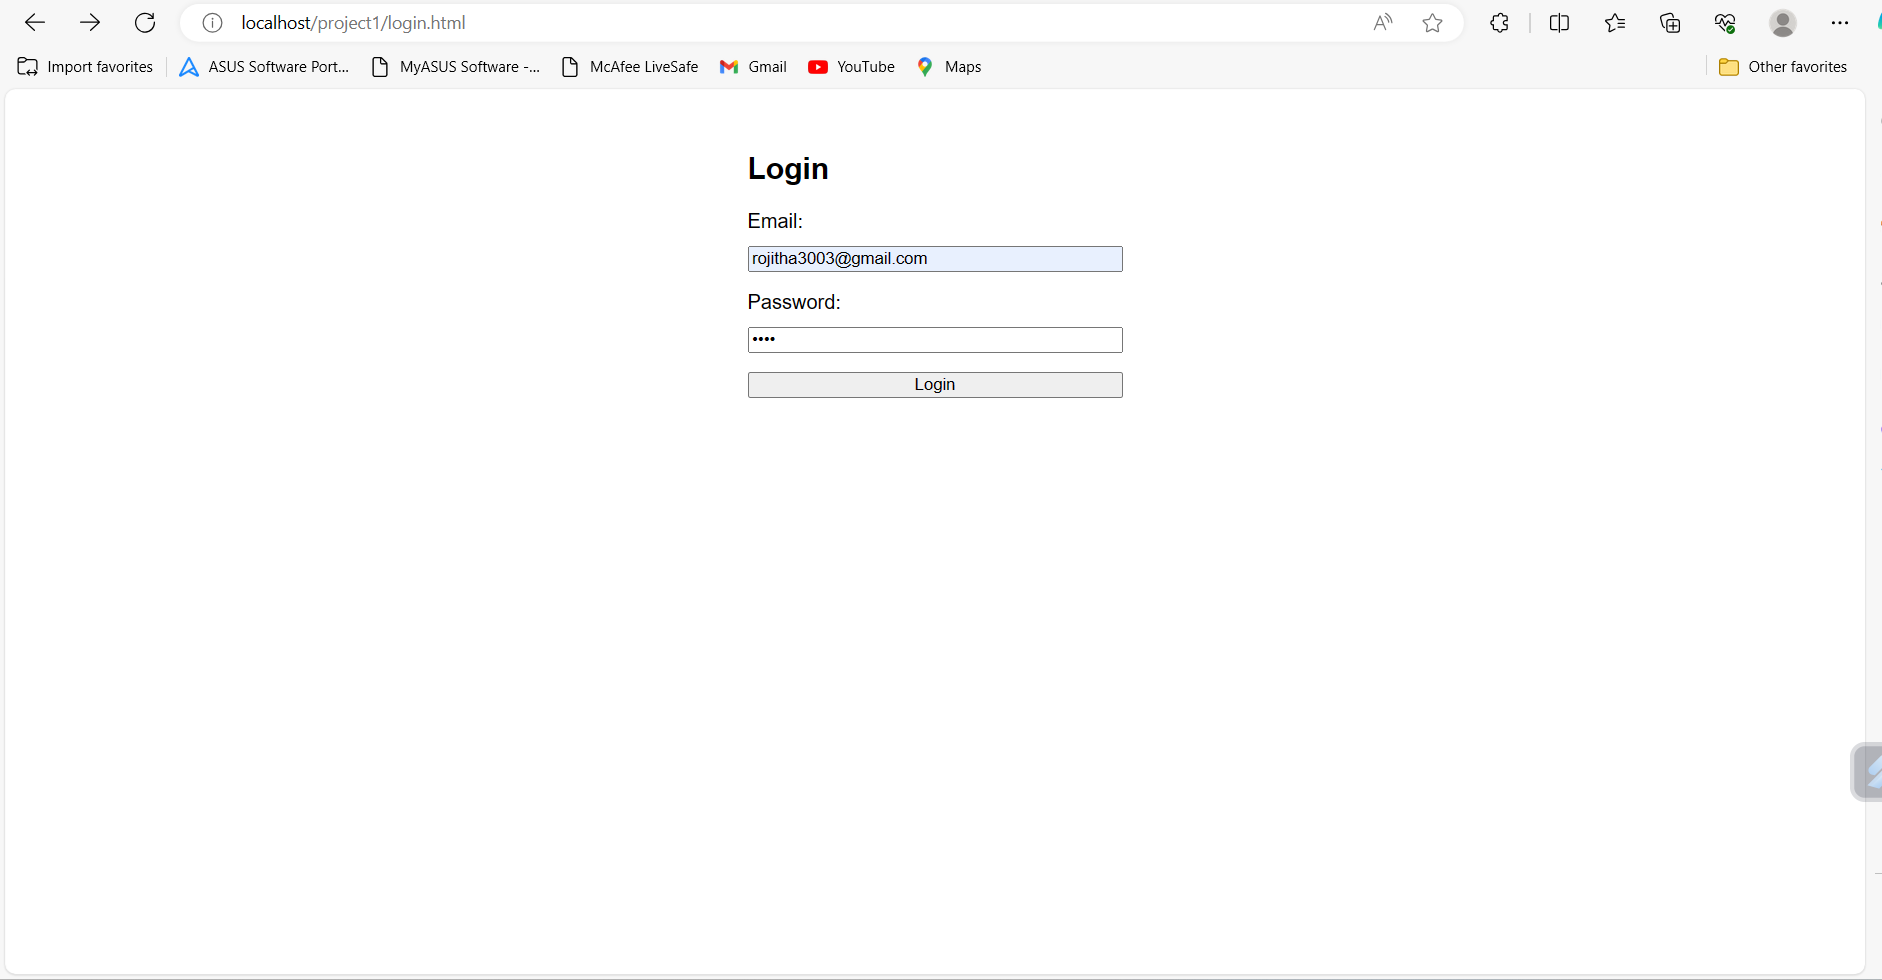 localhost/project1/login.html
Import favorites ASUS Software Port... MyASUS Software -... McAfee LiveSafe Gmail YouTube Maps Other favorites
Login
Email:
rojitha3003@gmail.com
Password:
••••
Login